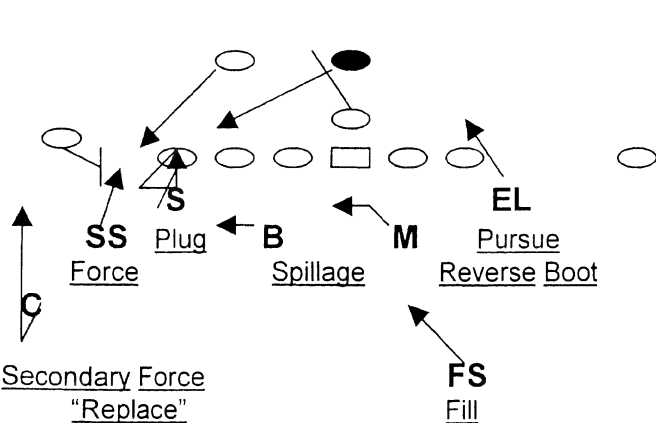 S
EL
SS
Plug
B
M
Pursue
Force
Spillage
Reverse Boot
C
Secondary Force
"Replace"
FS
Fill